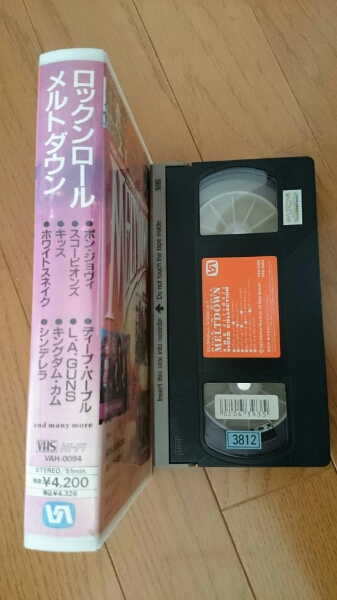 ロックンロール
メルトダウン
●ボン・ジョヴィ
●スコーピオンズ
●キッス
●ホワイトスネイク
●ディープ・パープル
●L.A.GUNS
●キングダム・カム
●シンデレラ
and many more
VHS HI-FI
VAH-0094
STEREO/51min.
税抜¥4,200
税込¥4,326
VHS
Do not touch the tape inside
Insert this side into recorder
MELTDOWN
VIDEO COLLECTION
3812